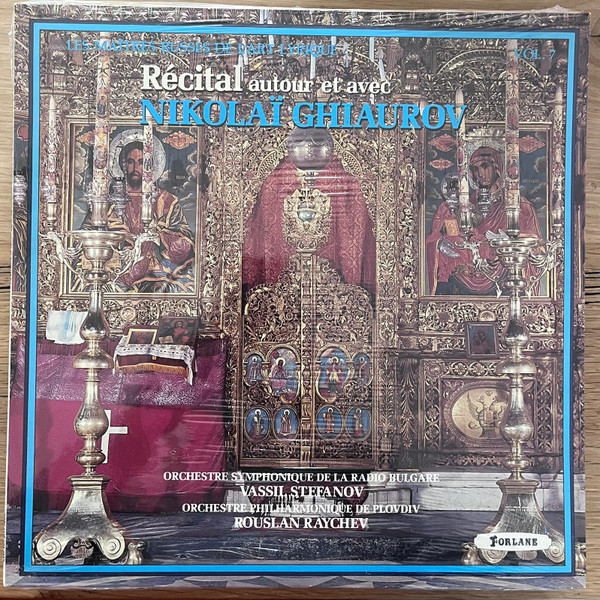 LES MAITRES RUSSES DE L'ART LYRIQUE
VOL. 7
Récital autour et avec
NIKOLAÏ GHIAUROV
ORCHESTRE SYMPHONIQUE DE LA RADIO BULGARE
VASSIL STEFANOV
ORCHESTRE PHILHARMONIQUE DE PLOVDIV
ROUSLAN RAYCHEV
FORLANE